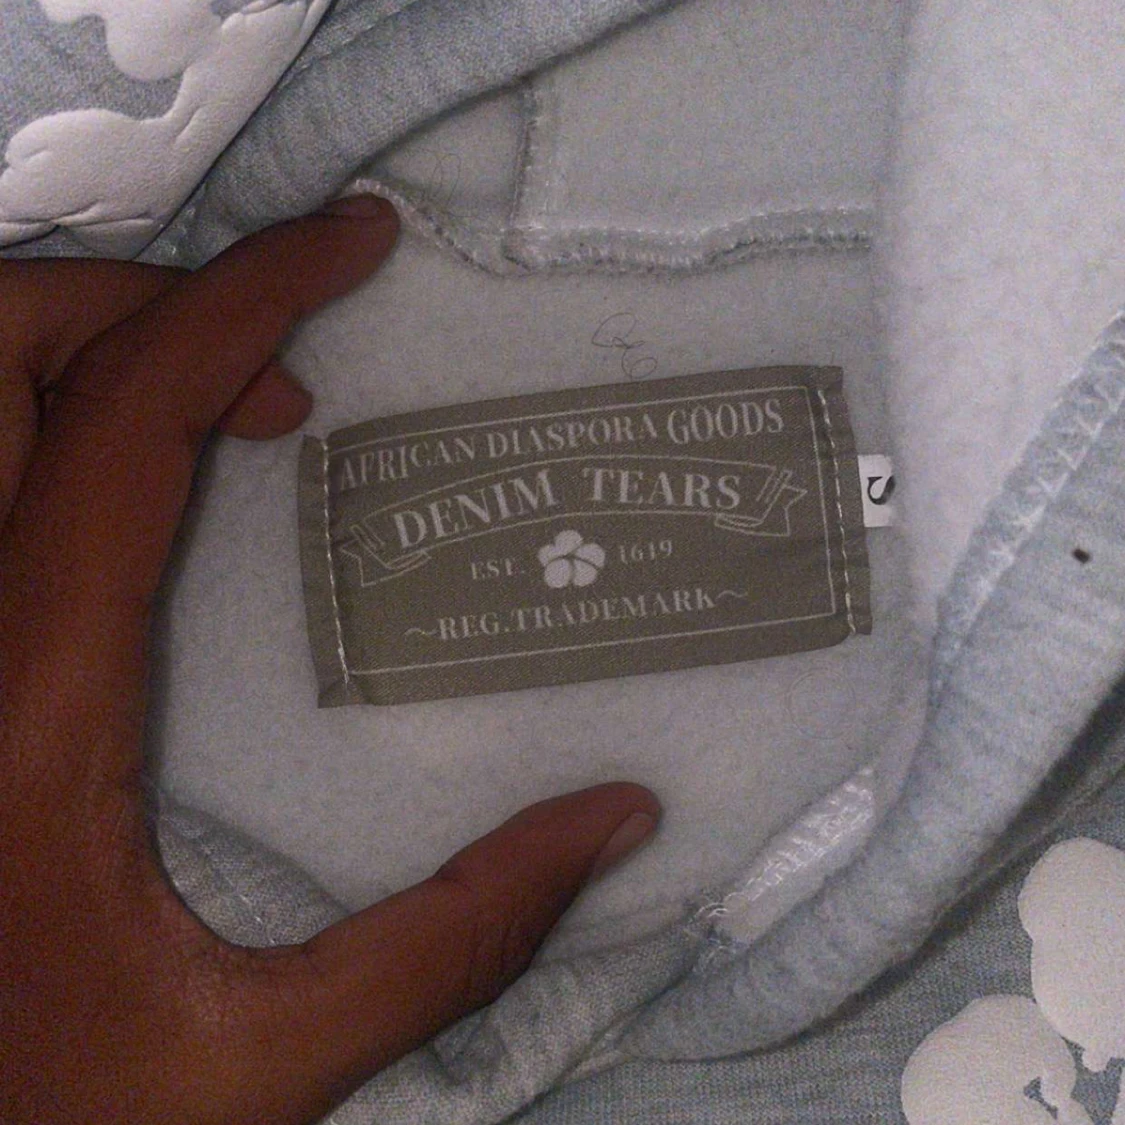 AFRICAN DIASPORA GOODS
DENIM TEARS
EST. 1619
~REG.TRADEMARK~
S